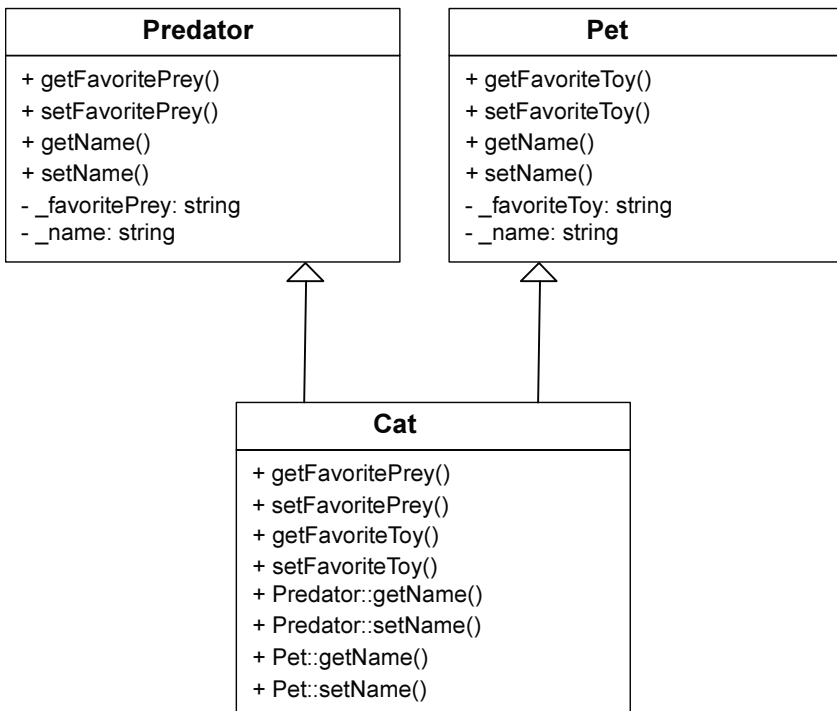 Predator
+ getFavoritePrey()
+ setFavoritePrey()
+ getName()
+ setName()
- _favoritePrey: string
- _name: string
Pet
+ getFavoriteToy()
+ setFavoriteToy()
+ getName()
+ setName()
- _favoriteToy: string
- _name: string
Cat
+ getFavoritePrey()
+ setFavoritePrey()
+ getFavoriteToy()
+ setFavoriteToy()
+ Predator::getName()
+ Predator::setName()
+ Pet::getName()
+ Pet::setName()